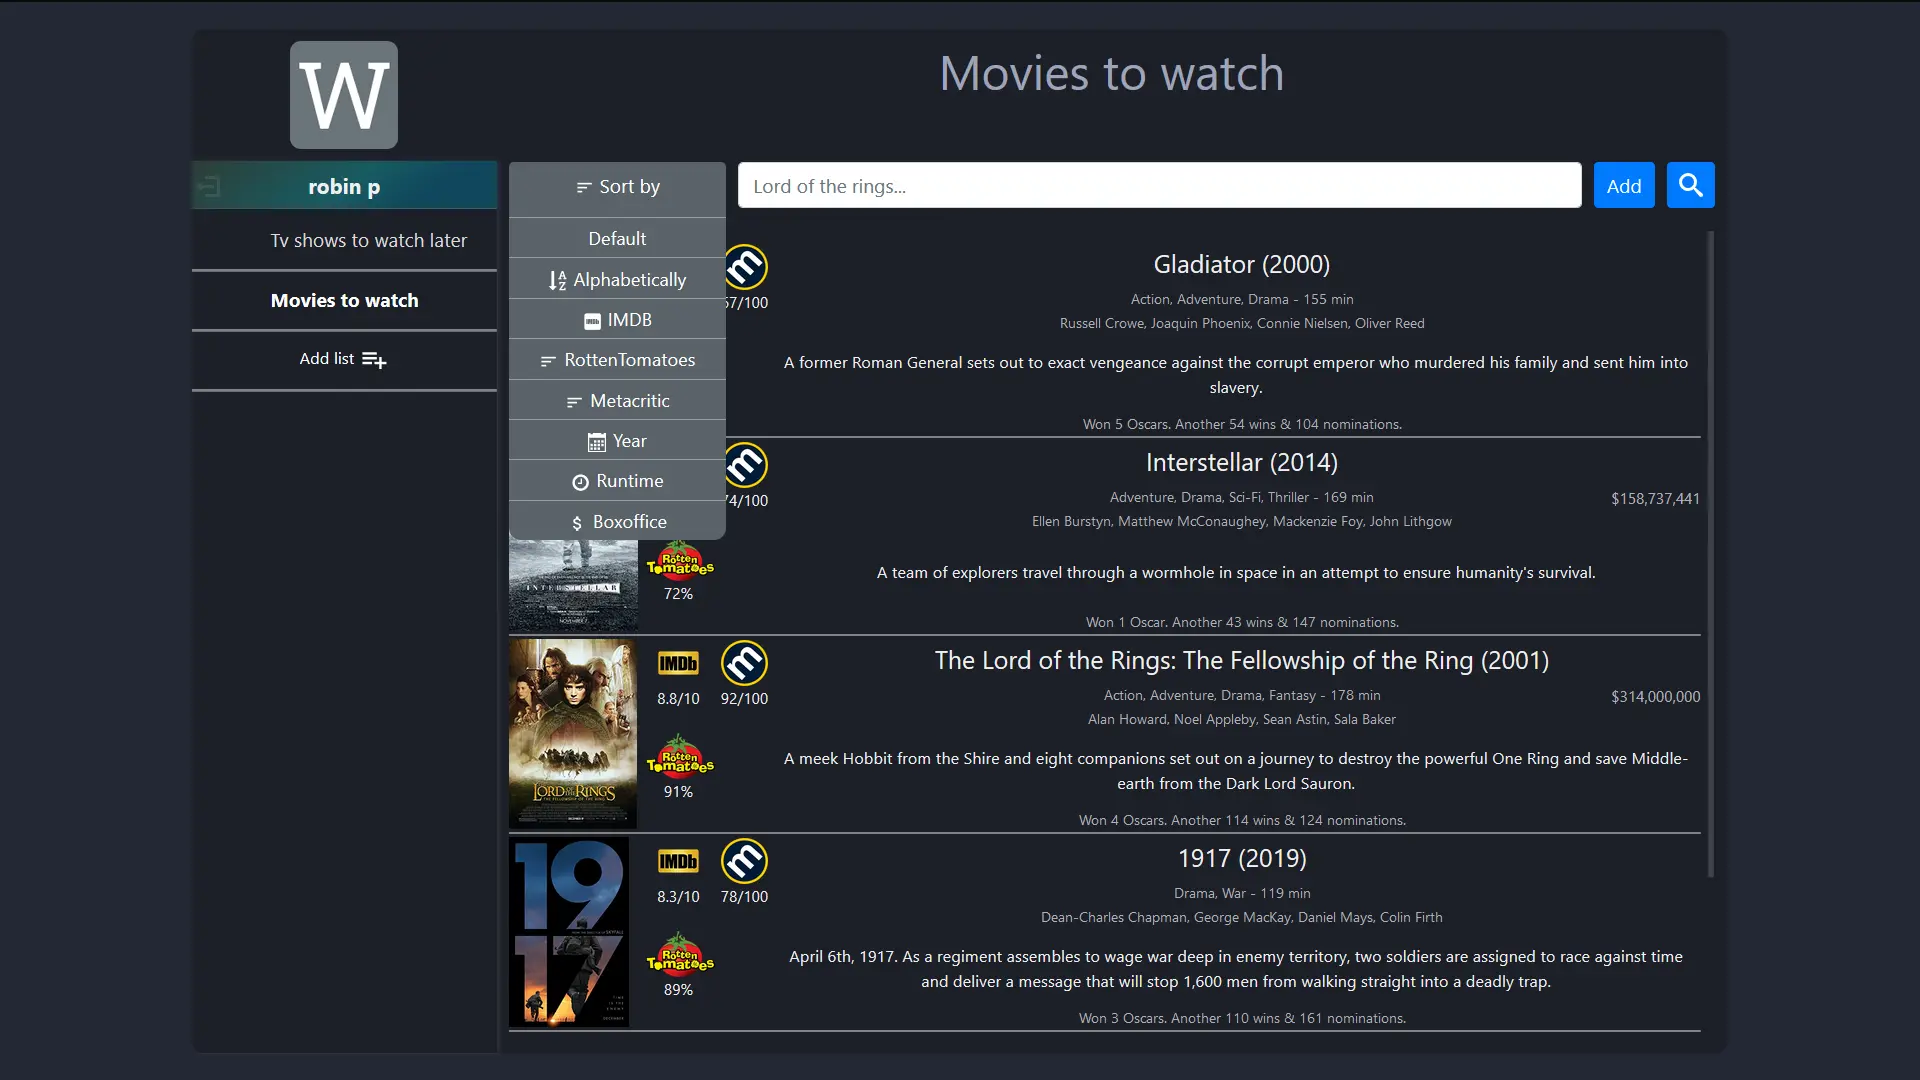 W
Movies to watch
robin p
Tv shows to watch later
Movies to watch
Add list
Sort by
Default
Alphabetically
IMDB
RottenTomatoes
Metacritic
Year
Runtime
Boxoffice
Lord of the rings...
Add
m
67/100
Gladiator (2000)
Action, Adventure, Drama - 155 min
Russell Crowe, Joaquin Phoenix, Connie Nielsen, Oliver Reed
A former Roman General sets out to exact vengeance against the corrupt emperor who murdered his family and sent him into
slavery.
Won 5 Oscars. Another 54 wins & 104 nominations.
m
74/100
INTERSTELLAR
NOVEMBER 7
Rotten
Tomatoes
72%
Interstellar (2014)
Adventure, Drama, Sci-Fi, Thriller - 169 min
$158,737,441
Ellen Burstyn, Matthew McConaughey, Mackenzie Foy, John Lithgow
A team of explorers travel through a wormhole in space in an attempt to ensure humanity's survival.
Won 1 Oscar. Another 43 wins & 147 nominations.
LORD OF THE RINGS
THE FELLOWSHIP OF THE RING
IMDb
8.8/10
m
92/100
Rotten
Tomatoes
91%
The Lord of the Rings: The Fellowship of the Ring (2001)
Action, Adventure, Drama, Fantasy - 178 min
$314,000,000
Alan Howard, Noel Appleby, Sean Astin, Sala Baker
A meek Hobbit from the Shire and eight companions set out on a journey to destroy the powerful One Ring and save Middle-
earth from the Dark Lord Sauron.
Won 4 Oscars. Another 114 wins & 124 nominations.
19
17
TIME
IS THE
ENEMY
IMDb
8.3/10
m
78/100
Rotten
Tomatoes
89%
1917 (2019)
Drama, War - 119 min
Dean-Charles Chapman, George MacKay, Daniel Mays, Colin Firth
April 6th, 1917. As a regiment assembles to wage war deep in enemy territory, two soldiers are assigned to race against time
and deliver a message that will stop 1,600 men from walking straight into a deadly trap.
Won 3 Oscars. Another 110 wins & 161 nominations.